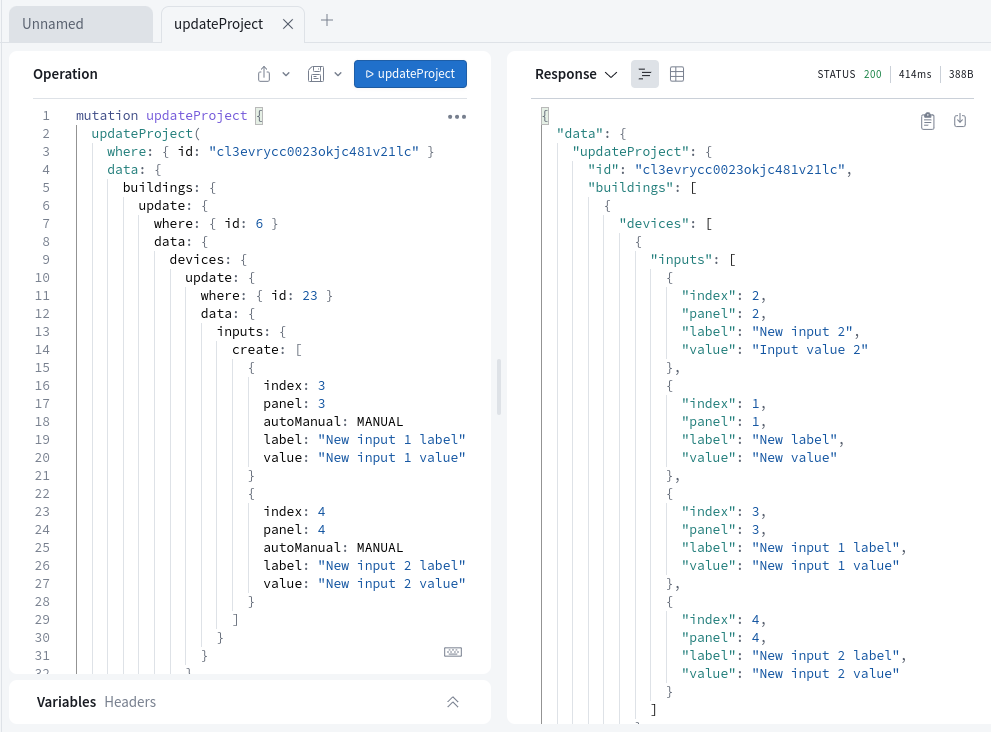 Unnamed
updateProject
Operation
updateProject
1 mutation updateProject {
2 updateProject(
3 where: { id: "cl3evrycc0023okjc481v21lc" }
4 data: {
5 buildings: {
6 update: {
7 where: { id: 6 }
8 data: {
9 devices: {
10 update: {
11 where: { id: 23 }
12 data: {
13 inputs: {
14 create: [
15 {
16 index: 3
17 panel: 3
18 autoManual: MANUAL
19 label: "New input 1 label"
20 value: "New input 1 value"
21 }
22 {
23 index: 4
24 panel: 4
25 autoManual: MANUAL
26 label: "New input 2 label"
27 value: "New input 2 value"
28 }
29 ]
30 }
31 }
32 }
Variables Headers
Response
STATUS 200 414ms 388B
{
"data": {
"updateProject": {
"id": "cl3evrycc0023okjc481v21lc",
"buildings": [
{
"devices": [
{
"inputs": [
{
"index": 2,
"panel": 2,
"label": "New input 2",
"value": "Input value 2"
},
{
"index": 1,
"panel": 1,
"label": "New label",
"value": "New value"
},
{
"index": 3,
"panel": 3,
"label": "New input 1 label",
"value": "New input 1 value"
},
{
"index": 4,
"panel": 4,
"label": "New input 2 label",
"value": "New input 2 value"
}
]